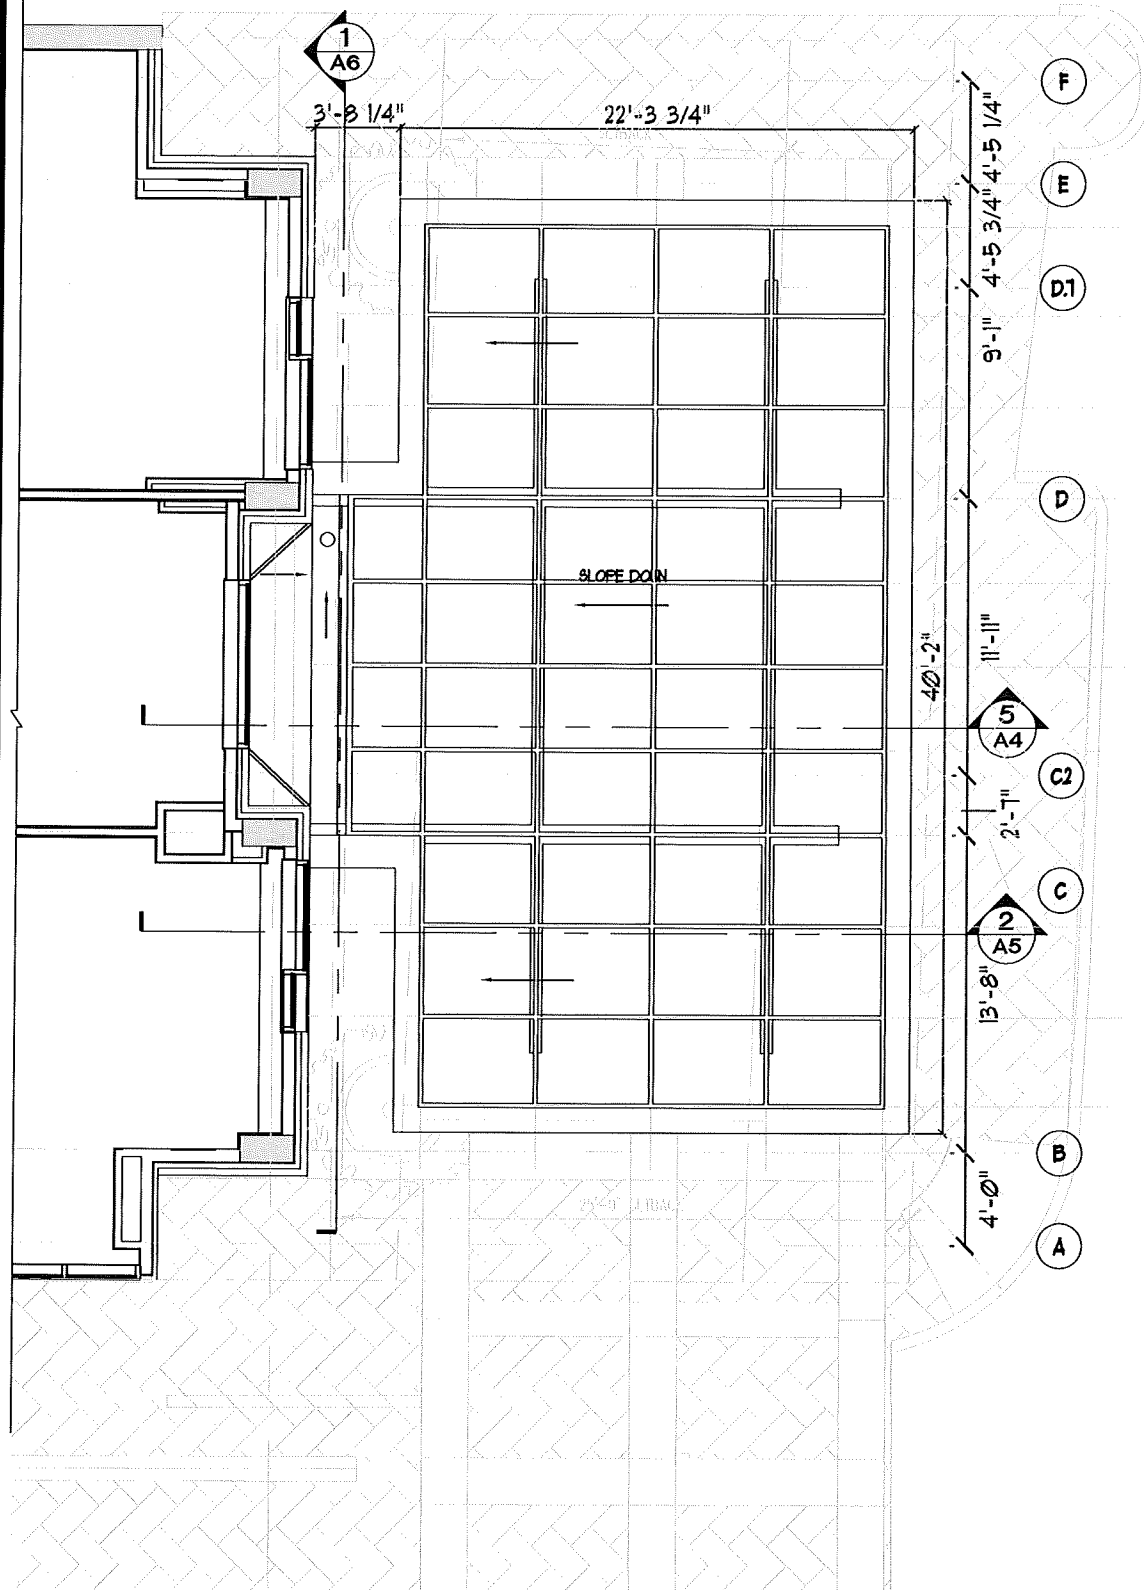 1
A6
F
3'-8 1/4"
22'-3 3/4"
4'-5 1/4"
E
4'-5 3/4"
D.1
9'-1"
D
SLOPE DOWN
11'-11"
40'-2"
5
A4
C2
2'-7"
C
2
A5
13'-8"
B
4'-0"
A